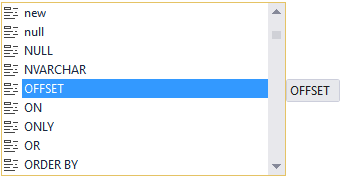 new
null
NULL
NVARCHAR
OFFSET OFFSET
ON
ONLY
OR
ORDER BY